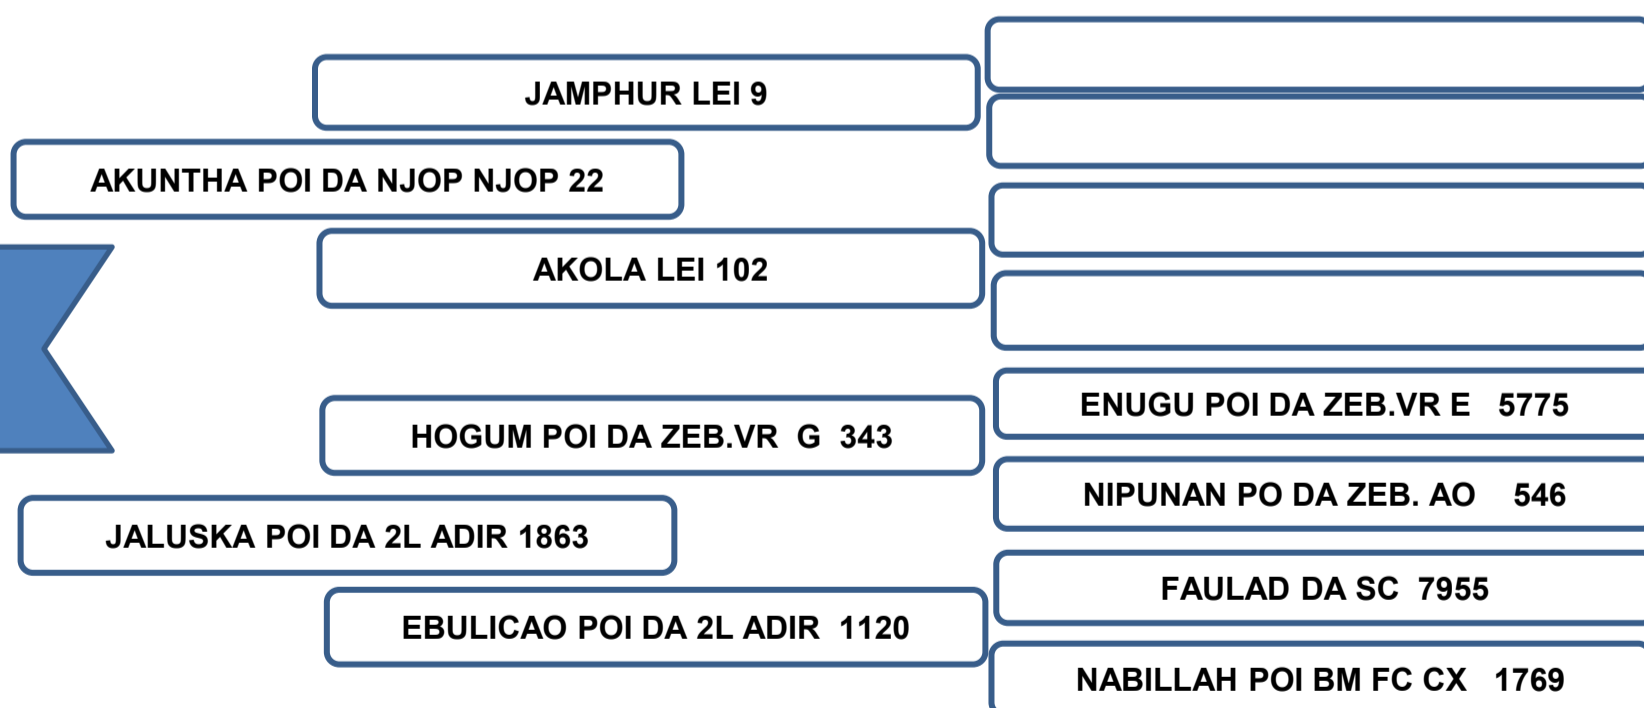 JAMPHUR LEI 9
AKUNTHA POI DA NJOP NJOP 22
AKOLA LEI 102
ENUGU POI DA ZEB.VR E 5775
HOGUM POI DA ZEB.VR G 343
NIPUNAN PO DA ZEB. AO 546
JALUSKA POI DA 2L ADIR 1863
FAULAD DA SC 7955
EBULICAO POI DA 2L ADIR 1120
NABILLAH POI BM FC CX 1769